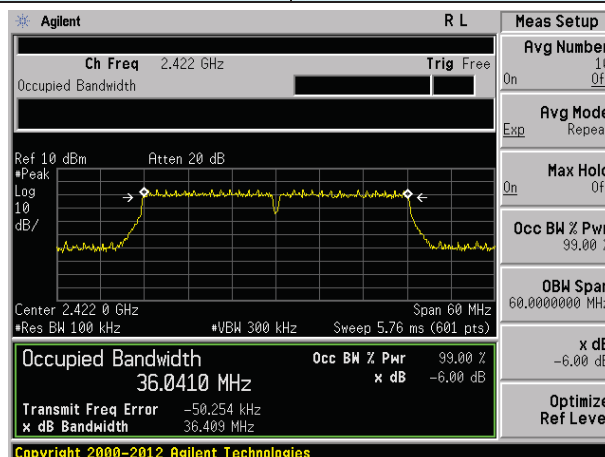 Agilent R L
Ch Freq 2.422 GHz Trig Free
Occupied Bandwidth
Ref 10 dBm Atten 20 dB
#Peak
Log
10
dB/
Center 2.422 0 GHz Span 60 MHz
#Res BW 100 kHz #VBW 300 kHz Sweep 5.76 ms (601 pts)
Occupied Bandwidth Occ BW % Pwr 99.00 %
36.0410 MHz x dB -6.00 dB
Transmit Freq Error -50.254 kHz
x dB Bandwidth 36.409 MHz
Copyright 2000-2012 Agilent Technologies
Meas Setup
Avg Number
On
Avg Mode
Exp Repea
Max Hold
On Of
Occ BW % Pwr
99.00 %
OBW Span
60.0000000 MHz
x dB
-6.00 dB
Optimize
Ref Level